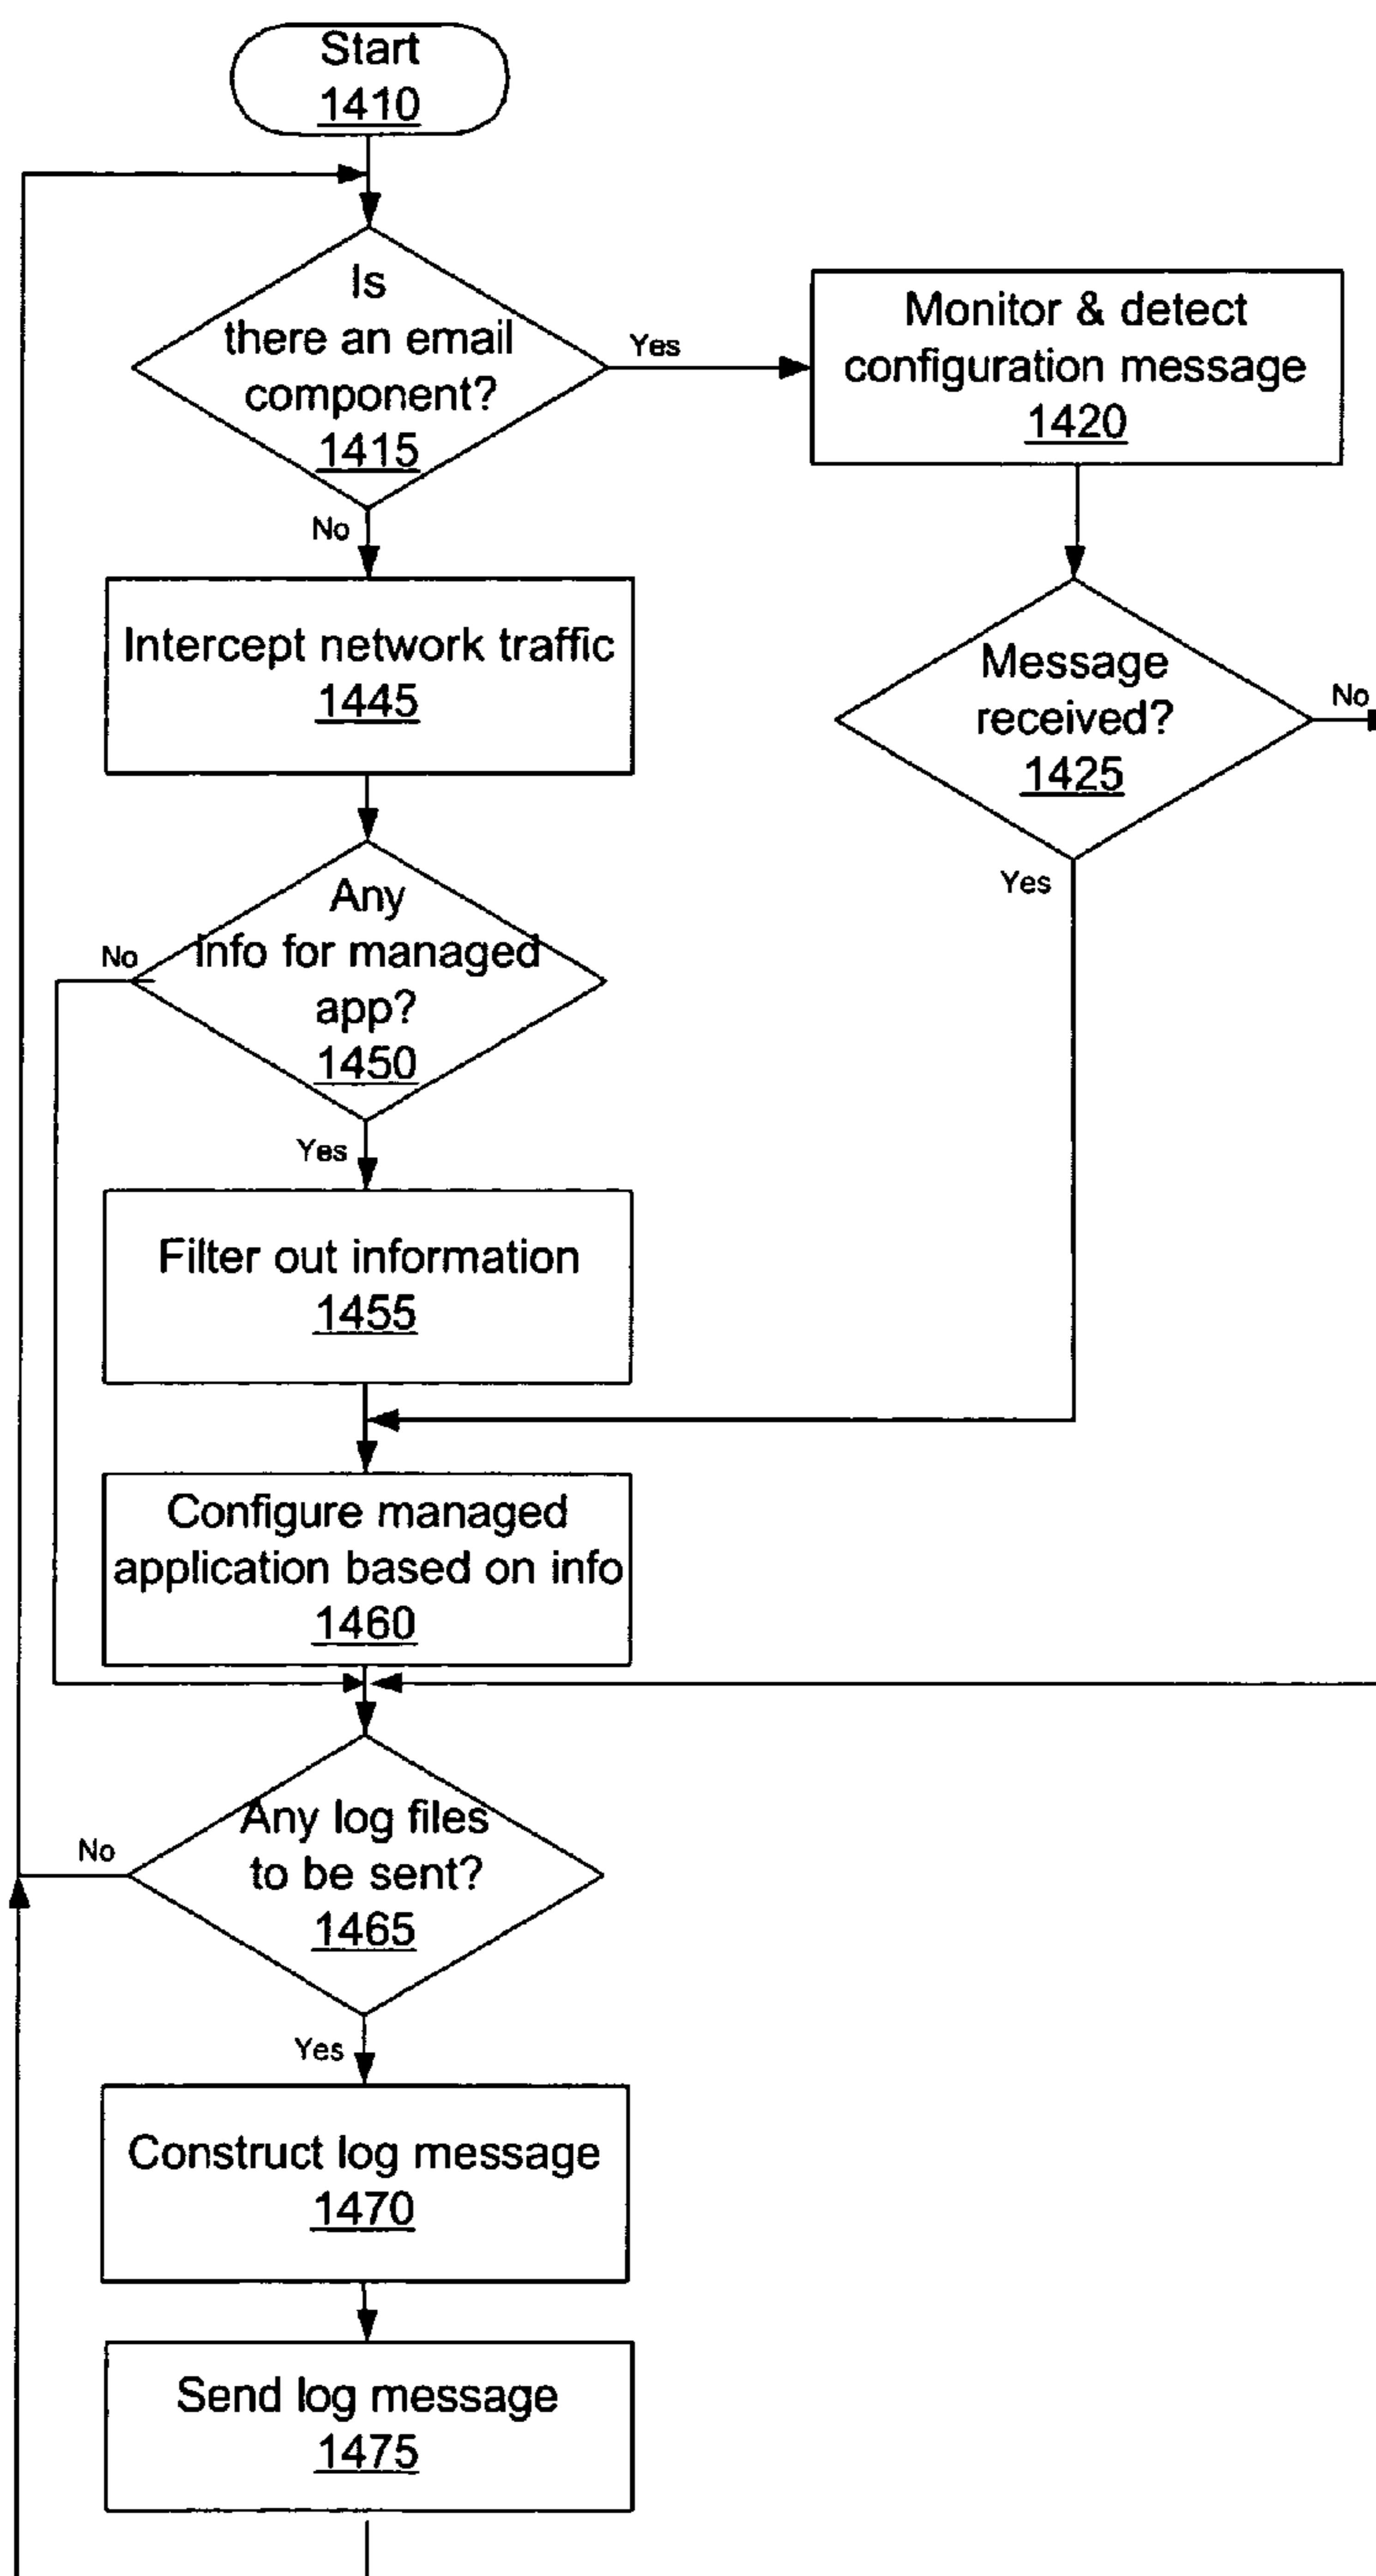 Start
1410
Is
there an email
component?
1415
Yes
No
Monitor & detect
configuration message
1420
Intercept network traffic
1445
Message
received?
1425
No
Yes
Any
info for managed
app?
1450
No
Yes
Filter out information
1455
Configure managed
application based on info
1460
Any log files
to be sent?
1465
No
Yes
Construct log message
1470
Send log message
1475